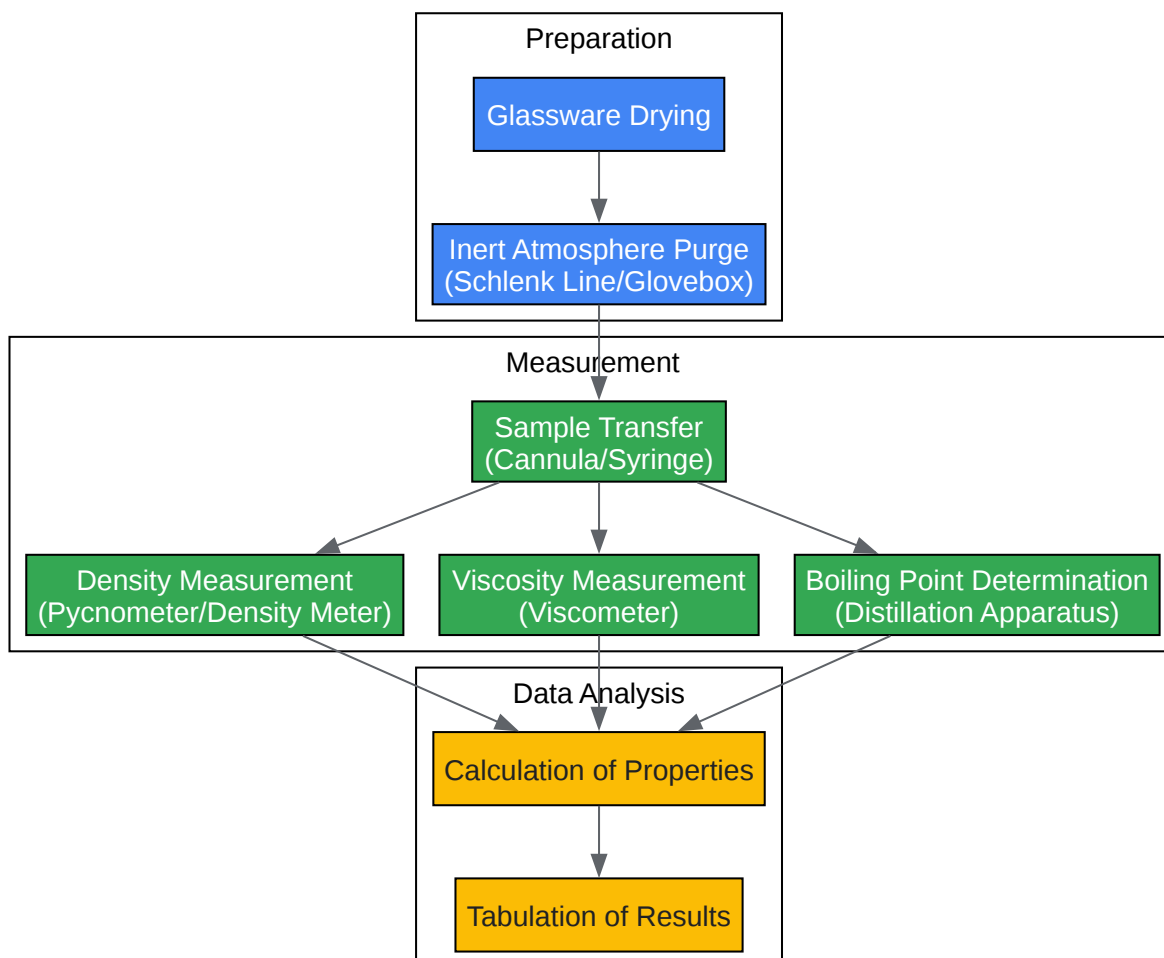 Preparation
Glassware Drying
Inert Atmosphere Purge
(Schlenk Line/Glovebox)
Measurement
Sample Transfer
(Cannula/Syringe)
Density Measurement
(Pycnometer/Density Meter)
Viscosity Measurement
(Viscometer)
Boiling Point Determination
(Distillation Apparatus)
Data Analysis
Calculation of Properties
Tabulation of Results